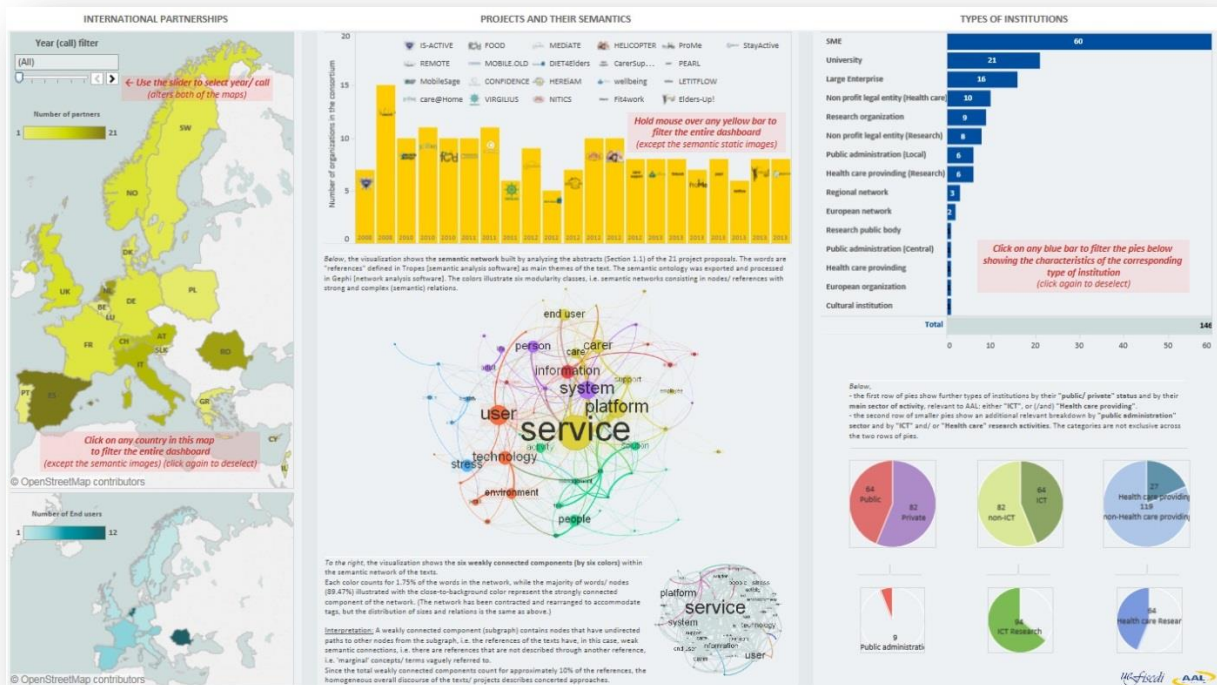 INTERNATIONAL PARTNERSHIPS
PROJECTS AND THEIR SEMANTICS
TYPES OF INSTITUTIONS
Year (call) filter
(All)
← Use the slider to select year/ call
(alters both of the maps)
Number of partners
1
21
SW
NO
DK
UK
NL
BE
LU
DE
PL
FR
CH
AT
SLE
RO
IT
PT
ES
GR
CY
IL
Click on any country in this map
to filter the entire dashboard
(except the semantic images) (click again to deselect)
© OpenStreetMap contributors
Number of End users
1
12
© OpenStreetMap contributors
Number of organizations in the consortium
20
15
10
5
0
IS-ACTIVE
FOOD
MEDiATE
HELICOPTER
ProMe
StayActive
REMOTE
MOBILE.OLD
DIET4Elders
CarerSup...
PEARL
MobileSage
CONFIDENCE
HEREiAM
wellbeing
LETITFLOW
care@Home
VIRGILIUS
NITICS
Fit4work
Elders-Up!
Hold mouse over any yellow bar to
filter the entire dashboard
(except the semantic static images)
Below, the visualization shows the semantic network built by analyzing the abstracts (Section 1.1) of the 21 project proposals. The words are
"references" defined in Tropes [semantic analysis software] as main themes of the text. The semantic ontology was exported and processed
in Gephi [network analysis software]. The colors illustrate six modularity classes, i.e. semantic networks consisting in nodes/ references with
strong and complex (semantic) relations.
end user
person
care
carer
information
system
support
platform
user
service
activity
technology
stress
environment
people
To the right, the visualization shows the six weakly connected components (by six colors) within
the semantic network of the texts.
Each color counts for 1.75% of the words in the network, while the majority of words/ nodes
(89.47%) illustrated with the close-to-background color represent the strongly connected
component of the network. (The network has been contracted and rearranged to accommodate
tags, but the distribution of sizes and relations is the same as above.)
Interpretation: A weakly connected component (subgraph) contains nodes that have undirected
paths to other nodes from the subgraph, i.e. the references of the texts have, in this case, weak
semantic connections, i.e. there are references that are not described through another reference,
i.e. 'marginal' concepts/ terms vaguely referred to.
Since the total weakly connected components count for approximately 10% of the references, the
homogeneous overall discourse of the texts/ projects describes concerted approaches.
platform
service
system
technology
information
end user
user
SME
60
University
21
Large Enterprise
16
Non profit legal entity (Health care)
10
Research organization
9
Non profit legal entity (Research)
8
Public administration (Local)
6
Health care provinding (Research)
6
Regional network
3
European network
2
Research public body
Public administration (Central)
Health care provinding
European organization
Cultural institution
Total
146
0 10 20 30 40 50 60
Click on any blue bar to filter the pies below
showing the characteristics of the corresponding
type of institution
(click again to deselect)
Below,
- the first row of pies show further types of institutions by their "public/ private" status and by their
main sector of activity, relevant to AAL: either "ICT", or (/and) "Health care providing".
- the second row of smaller pies show an additional relevant breakdown by "public administration"
sector and by "ICT" and/ or "Health care" research activities. The categories are not exclusive across
the two rows of pies.
64
Public
82
Private
82
non-ICT
64
ICT
27
Health care providing
119
non-Health care providing
9
Public administrati
94
ICT Research
64
Health care Resear
AAL